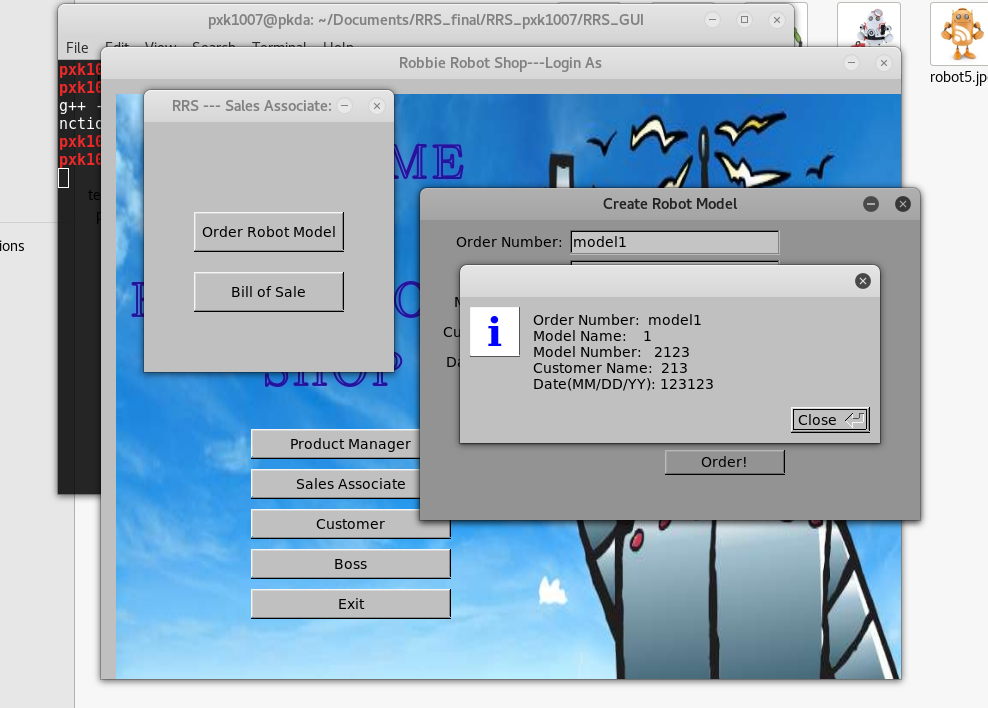 pxk1007@pkda: ~/Documents/RRS_final/RRS_pxk1007/RRS_GUI
File Edit View Search Terminal Help
robot5.jp
Robbie Robot Shop---Login As
pxk10
pxk10
g++ -
nctio
pxk10
pxk10
ions
RRS --- Sales Associate:
Order Robot Model
Bill of Sale
ME
SHOP
Create Robot Model
Order Number: model1
Cu
Da
Order Number: model1
Model Name: 1
Model Number: 2123
Customer Name: 213
Date(MM/DD/YY): 123123
Close
Order!
Product Manager
Sales Associate
Customer
Boss
Exit